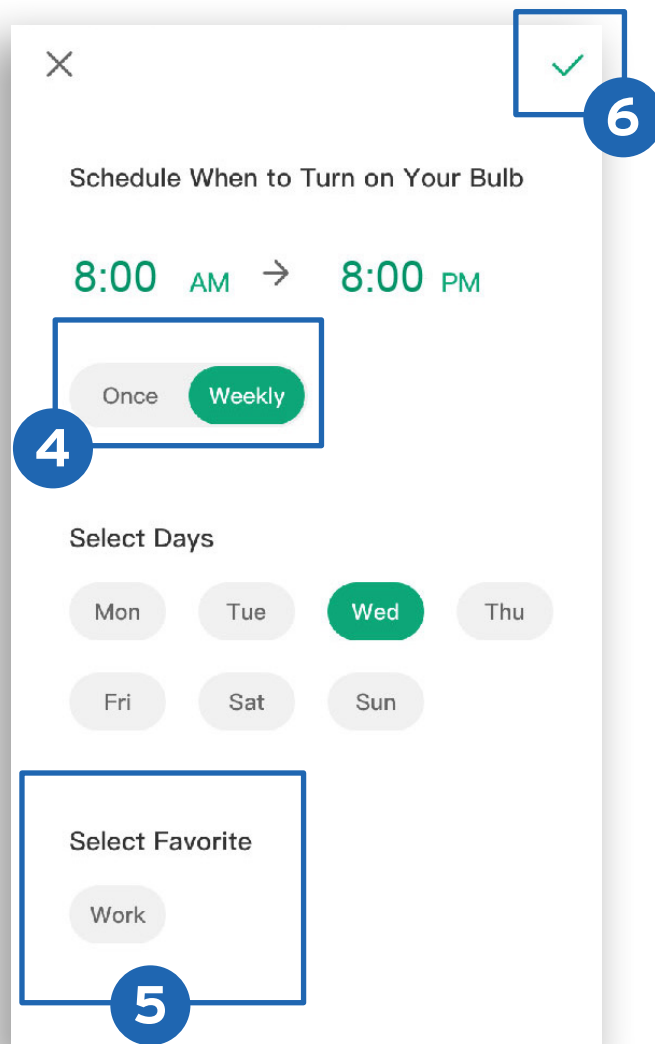 6
Schedule When to Turn on Your Bulb
8:00 AM → 8:00 PM
Once Weekly
4
Select Days
Mon Tue Wed Thu
Fri Sat Sun
Select Favorite
Work
5